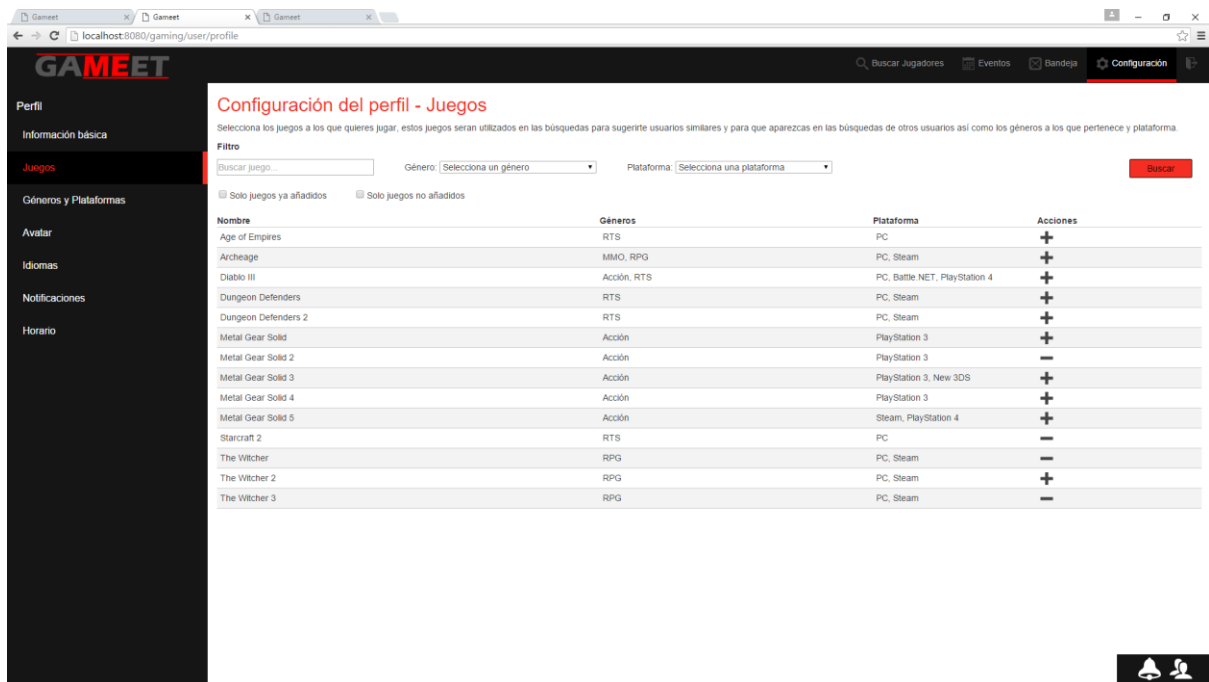 Gameet Gameet Gameet
localhost:8080/gaming/user/profile
GAMEET Buscar Jugadores Eventos Bandeja Configuración
Perfil
Información básica
Juegos
Géneros y Plataformas
Avatar
Idiomas
Notificaciones
Horario
Configuración del perfil - Juegos
Selecciona los juegos a los que quieres jugar, estos juegos seran utilizados en las búsquedas para sugerirte usuarios similares y para que aparezcas en las búsquedas de otros usuarios así como los géneros a los que pertenece y plataforma.
Filtro
Buscar juego... Género: Selecciona un género Plataforma: Selecciona una plataforma Buscar
Solo juegos ya añadidos Solo juegos no añadidos
Nombre Géneros Plataforma Acciones
Age of Empires RTS PC
Archeage MMO, RPG PC, Steam
Diablo III Acción, RTS PC, Battle.NET, PlayStation 4
Dungeon Defenders RTS PC, Steam
Dungeon Defenders 2 RTS PC, Steam
Metal Gear Solid Acción PlayStation 3
Metal Gear Solid 2 Acción PlayStation 3
Metal Gear Solid 3 Acción PlayStation 3, New 3DS
Metal Gear Solid 4 Acción PlayStation 3
Metal Gear Solid 5 Acción Steam, PlayStation 4
Starcraft 2 RTS PC
The Witcher RPG PC, Steam
The Witcher 2 RPG PC, Steam
The Witcher 3 RPG PC, Steam